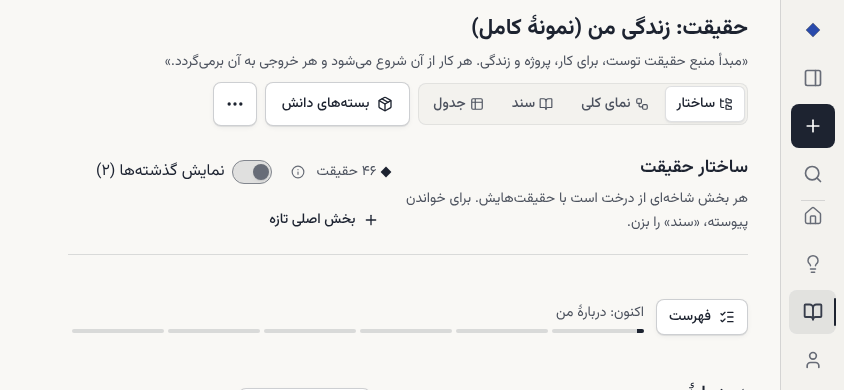 حقیقت: زندگی من (نمونهٔ کامل)
«مبدأ منبع حقیقت توست، برای کار، پروژه و زندگی. هر کار از آن شروع می‌شود و هر خروجی به آن برمی‌گردد.»
ساختار نمای کلی سند جدول بسته‌های دانش
ساختار حقیقت
۴۶ حقیقت نمایش گذشته‌ها (۲)
هر بخش شاخه‌ای از درخت است با حقیقت‌هایش. برای خواندن
پیوسته، «سند» را بزن.
بخش اصلی تازه
فهرست
اکنون: دربارهٔ من